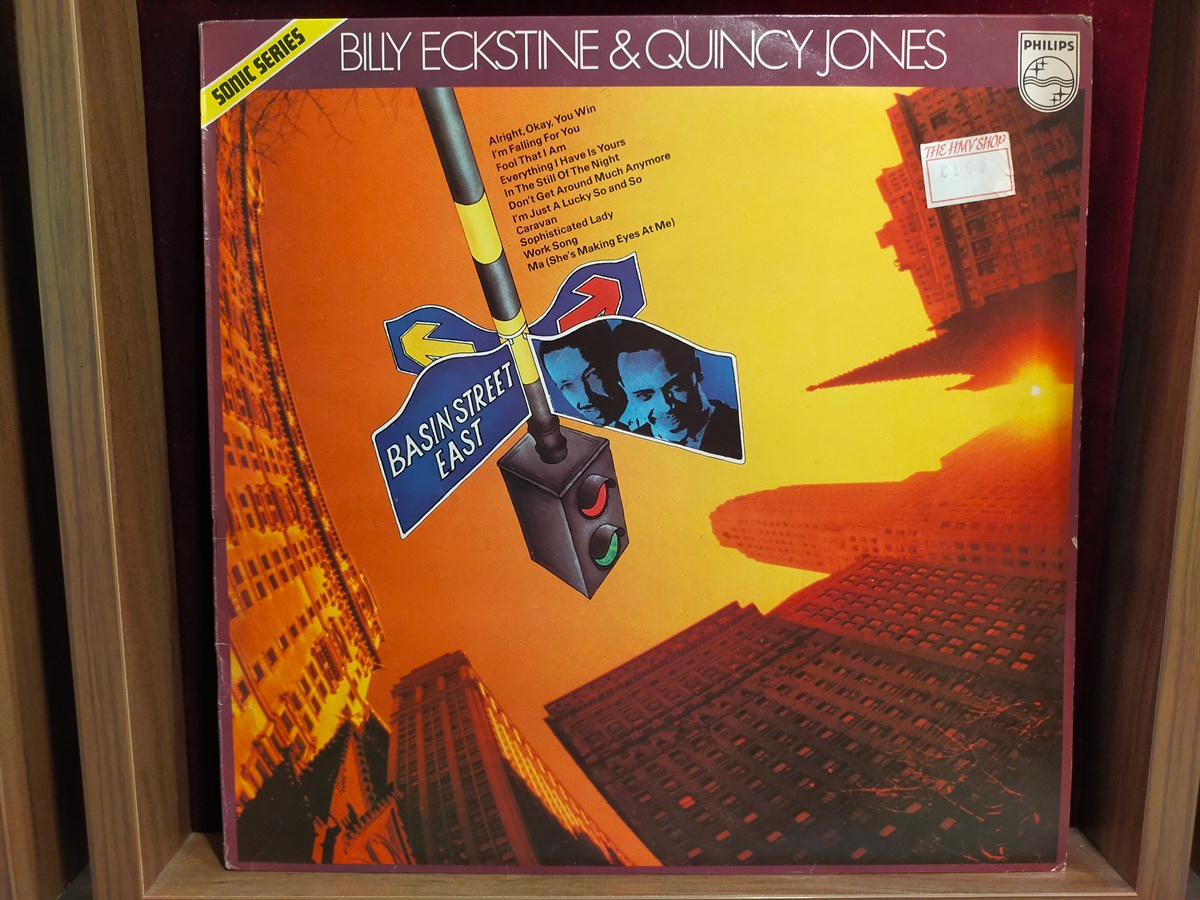 SONIC SERIES
BILLY ECKSTINE & QUINCY JONES
PHILIPS
Alright, Okay, You Win
I'm Falling For You
Fool That I Am
Everything I Have Is Yours
In The Still Of The Night
Don't Get Around Much Anymore
I'm Just A Lucky So and So
Caravan
Sophisticated Lady
Work Song
Ma (She's Making Eyes At Me)
THE HMV SHOP
BASIN STREET
EAST